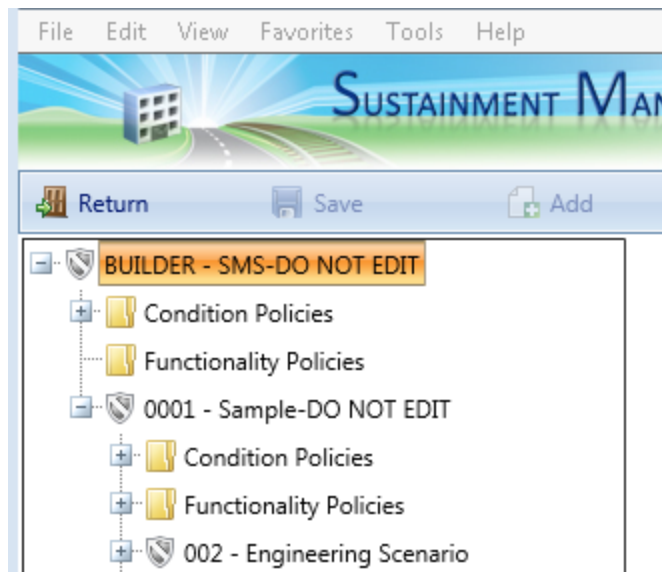 File Edit View Favorites Tools Help
SUSTAINMENT
Return Save Add
BUILDER - SMS-DO NOT EDIT
Condition Policies
Functionality Policies
0001 - Sample-DO NOT EDIT
Condition Policies
Functionality Policies
002 - Engineering Scenario